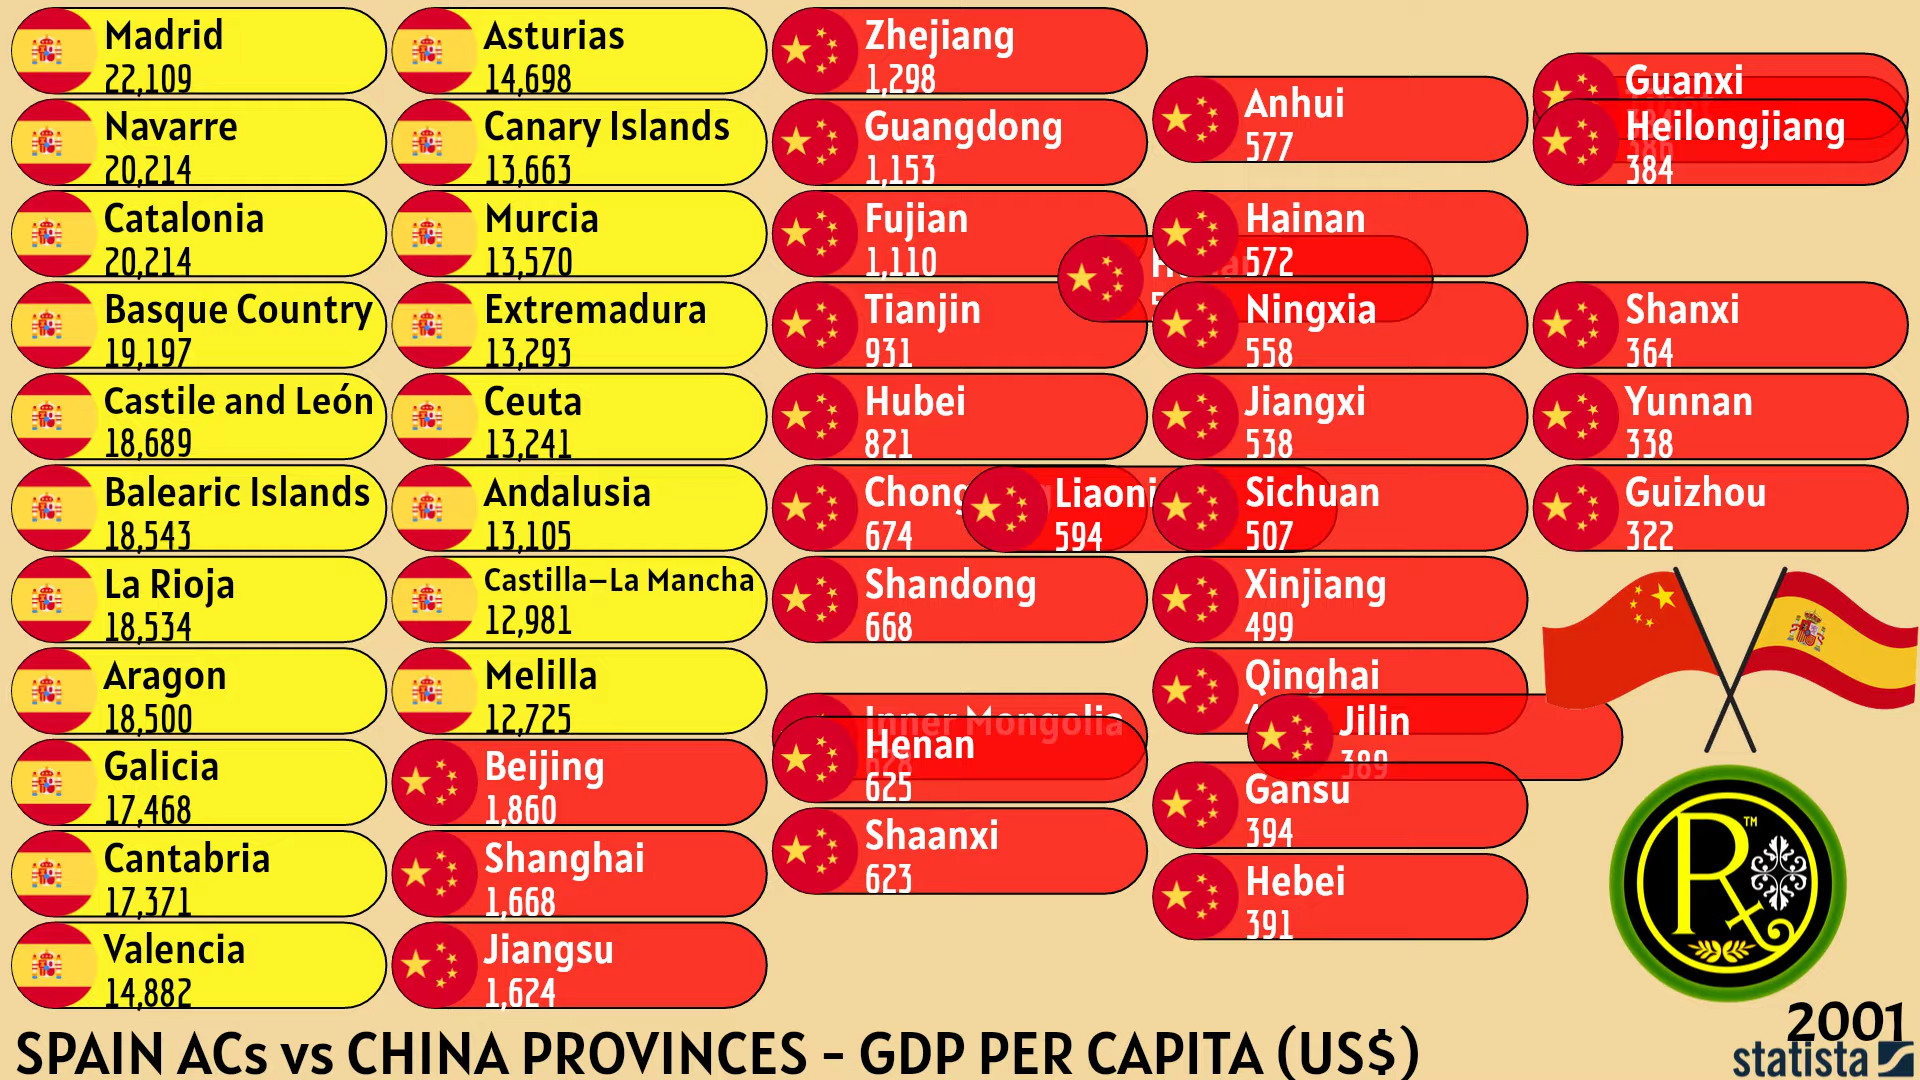 Madrid
22,109
Navarre
20,214
Catalonia
20,214
Basque Country
19,197
Castile and León
18,689
Balearic Islands
18,543
La Rioja
18,534
Aragon
18,500
Galicia
17,468
Cantabria
17,371
Valencia
14,882
Asturias
14,698
Canary Islands
13,663
Murcia
13,570
Extremadura
13,293
Ceuta
13,241
Andalusia
13,105
Castilla–La Mancha
12,981
Melilla
12,725
Beijing
1,860
Shanghai
1,668
Jiangsu
1,624
Zhejiang
1,298
Guangdong
1,153
Fujian
1,110
Tianjin
931
Hubei
821
Chong
674
Liaoni
594
Shandong
668
Inner Mongolia
Henan
625
Shaanxi
623
Anhui
577
Hainan
572
Ningxia
558
Jiangxi
538
Sichuan
507
Xinjiang
499
Qinghai
Jilin
389
Gansu
394
Hebei
391
Guanxi
Heilongjiang
384
Shanxi
364
Yunnan
338
Guizhou
322
R
TM
2001
statista
SPAIN ACs vs CHINA PROVINCES - GDP PER CAPITA (US$)